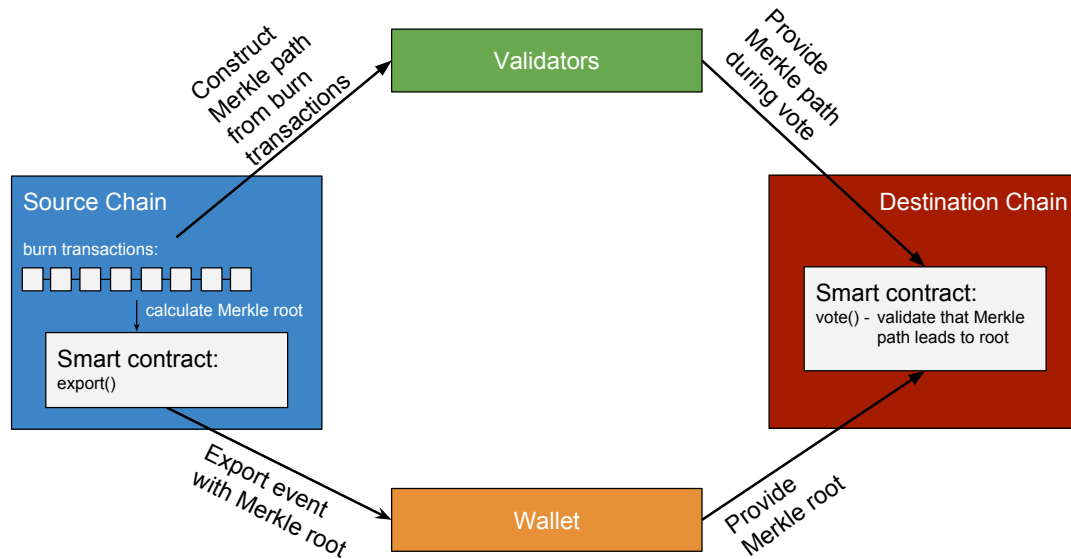 Construct
Merkle path
from burn
transactions
Validators
Provide
Merkle path
during vote
Source Chain
burn transactions:
calculate Merkle root
Smart contract:
export()
Destination Chain
Smart contract:
vote() - validate that Merkle
path leads to root
Export event
with Merkle root
Wallet
Provide
Merkle root